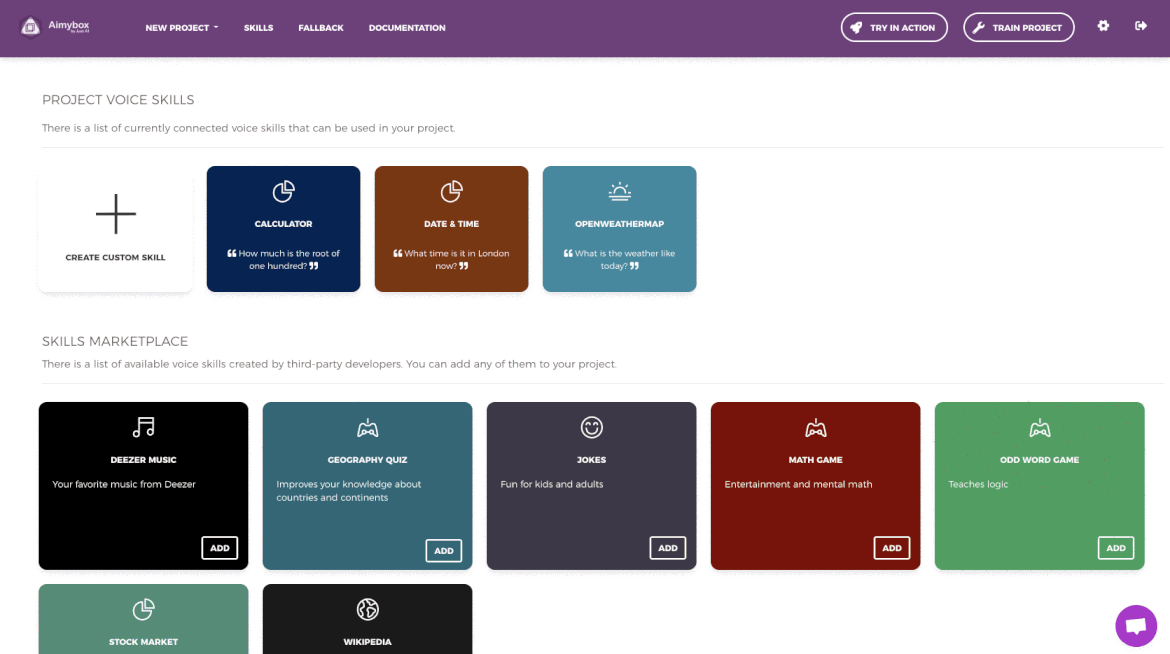 Aimybox
by Just AI
NEW PROJECT
SKILLS
FALLBACK
DOCUMENTATION
TRY IN ACTION
TRAIN PROJECT
PROJECT VOICE SKILLS
There is a list of currently connected voice skills that can be used in your project.
CREATE CUSTOM SKILL
CALCULATOR
❝ How much is the root of
one hundred? ❞
DATE & TIME
❝ What time is it in London
now? ❞
OPENWEATHERMAP
❝ What is the weather like
today? ❞
SKILLS MARKETPLACE
There is a list of available voice skills created by third-party developers. You can add any of them to your project.
DEEZER MUSIC
Your favorite music from Deezer
ADD
GEOGRAPHY QUIZ
Improves your knowledge about
countries and continents
ADD
JOKES
Fun for kids and adults
ADD
MATH GAME
Entertainment and mental math
ADD
ODD WORD GAME
Teaches logic
ADD
STOCK MARKET
WIKIPEDIA